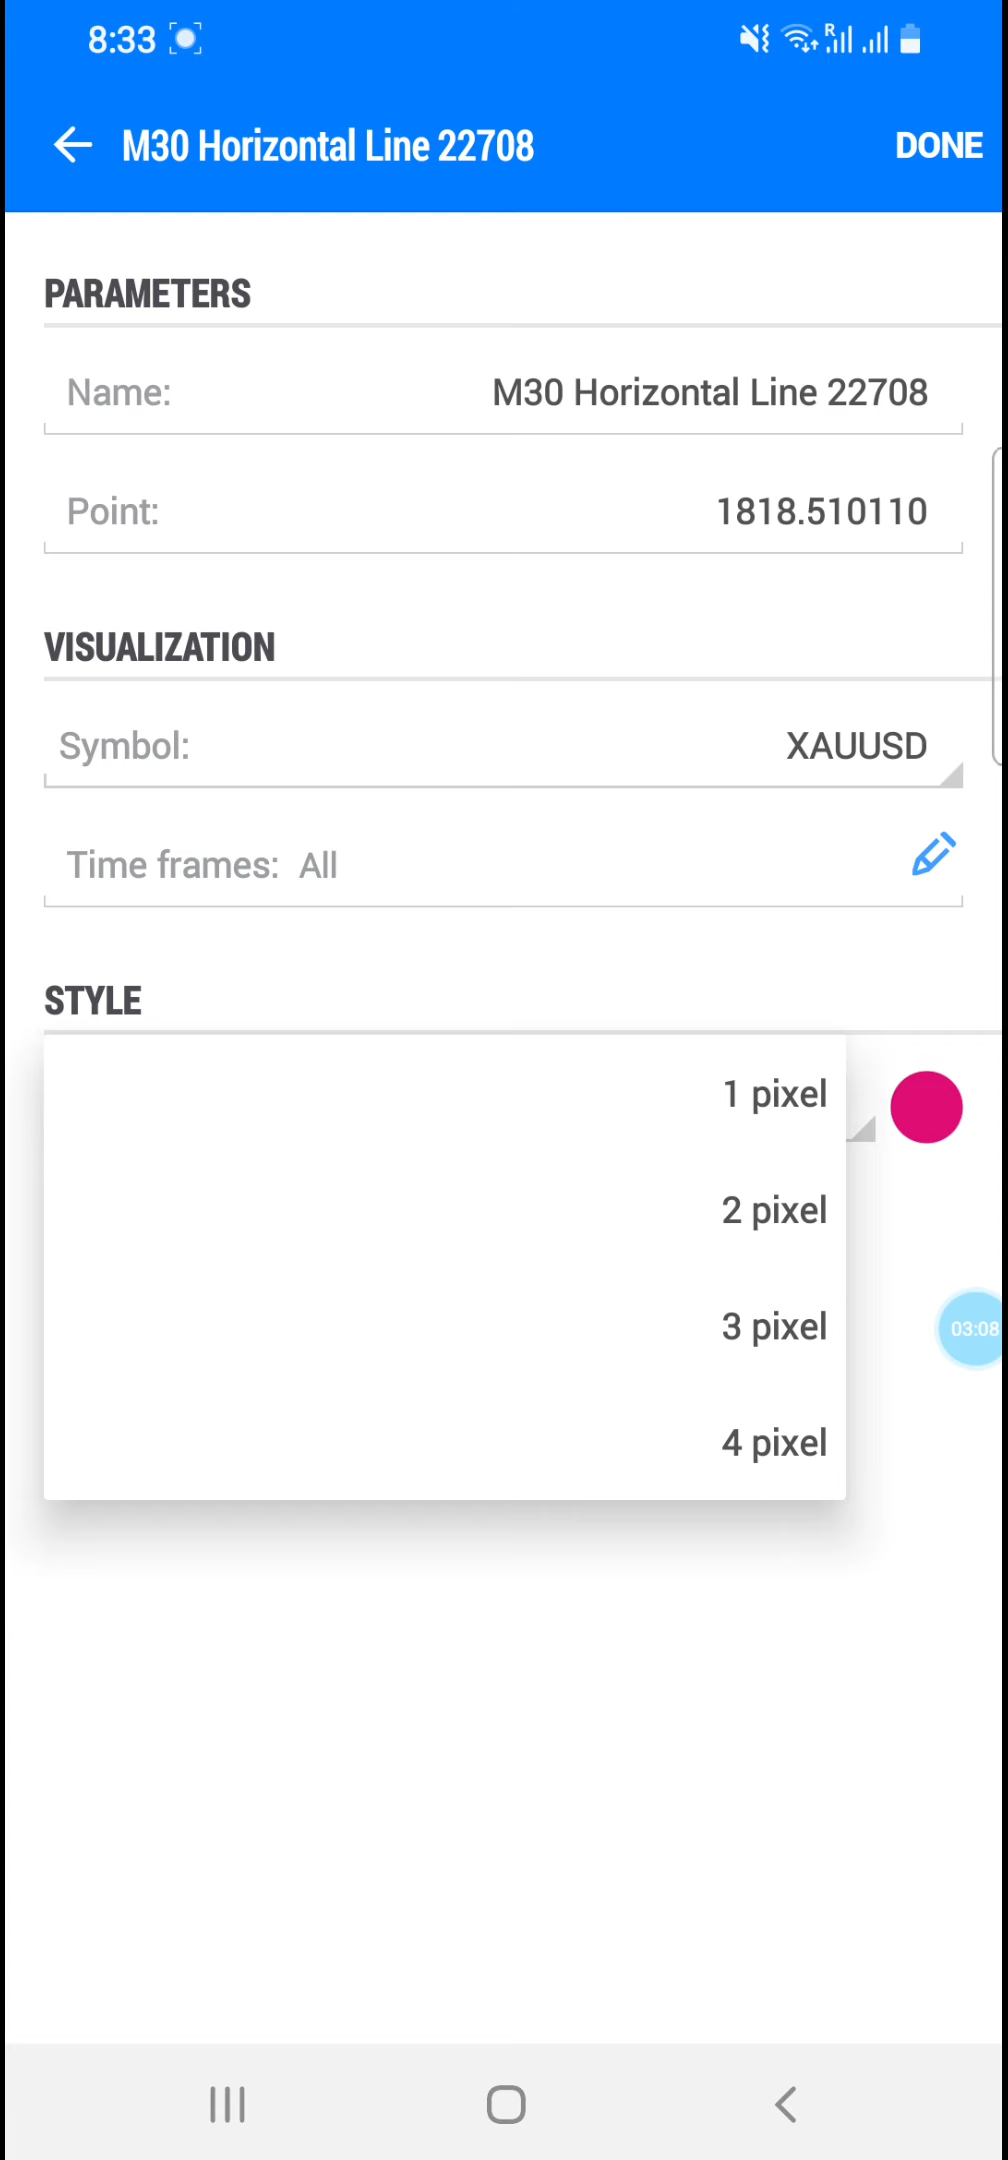 8:33
R
M30 Horizontal Line 22708 DONE
PARAMETERS
Name: M30 Horizontal Line 22708
Point: 1818.510110
VISUALIZATION
Symbol: XAUUSD
Time frames: All
STYLE
1 pixel
2 pixel
3 pixel
03:08
4 pixel